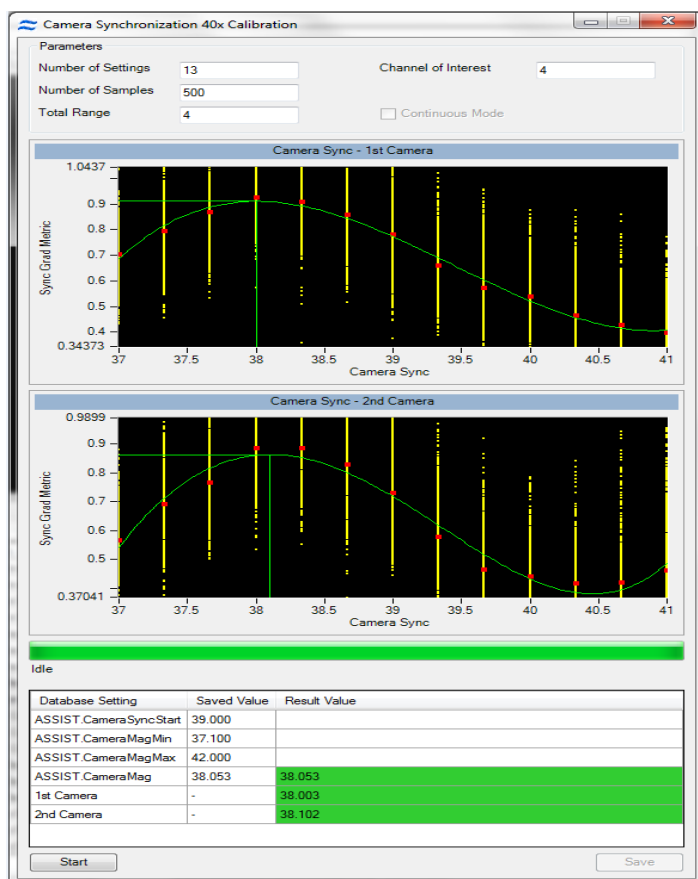 Camera Synchronization 40x Calibration
Parameters
Number of Settings 13 Channel of Interest 4
Number of Samples 500
Total Range 4 Continuous Mode
Camera Sync - 1st Camera
1.0437
0.9
0.8
0.7
0.6
0.5
0.4
0.34373
Sync Grad Metric
37 37.5 38 38.5 39 39.5 40 40.5 41
Camera Sync
Camera Sync - 2nd Camera
0.9899
0.9
0.8
0.7
0.6
0.5
0.37041
Sync Grad Metric
37 37.5 38 38.5 39 39.5 40 40.5 41
Camera Sync
Idle
Database Setting Saved Value Result Value
ASSIST.CameraSyncStart 39.000
ASSIST.CameraMagMin 37.100
ASSIST.CameraMagMax 42.000
ASSIST.CameraMag 38.053 38.053
1st Camera - 38.003
2nd Camera - 38.102
Start Save